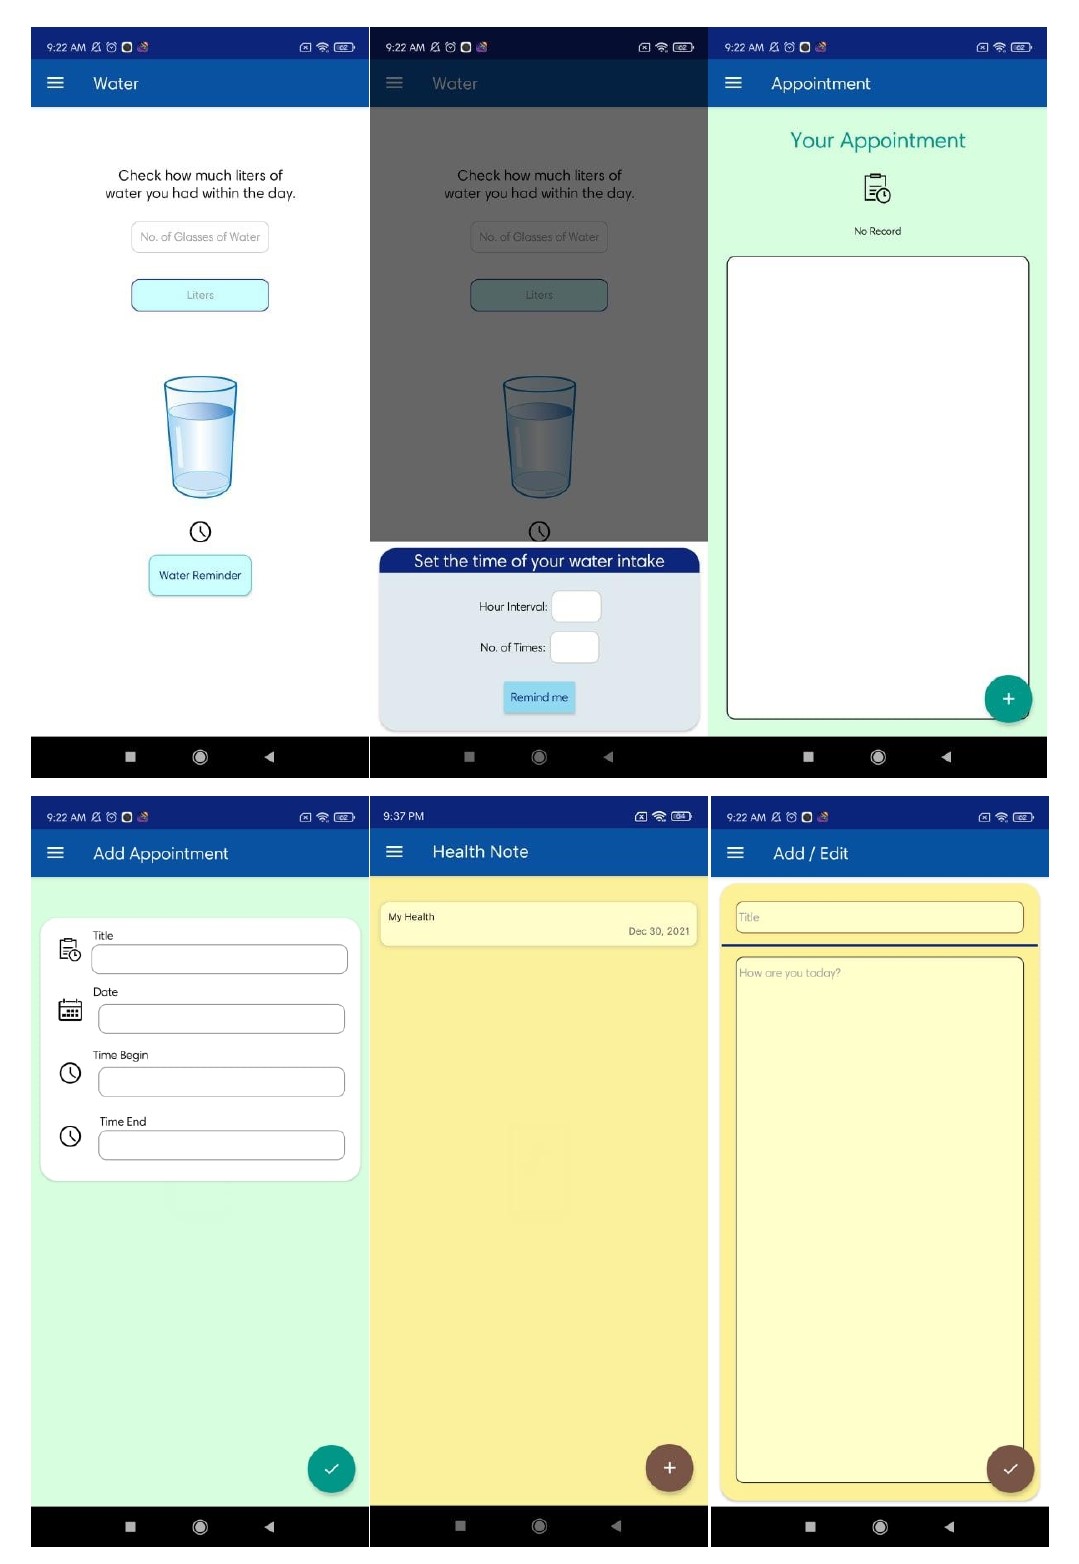 9:22 AM
Water
Check how much liters of
water you had within the day.
No. of Glasses of Water
Liters
Water Reminder
9:22 AM
Water
Check how much liters of
water you had within the day.
No. of Glasses of Water
Liters
Set the time of your water intake
Hour Interval:
No. of Times:
Remind me
9:22 AM
Appointment
Your Appointment
No Record
9:22 AM
Add Appointment
Title
Date
Time Begin
Time End
9:37 PM
Health Note
My Health
Dec 30, 2021
9:22 AM
Add / Edit
Title
How are you today?